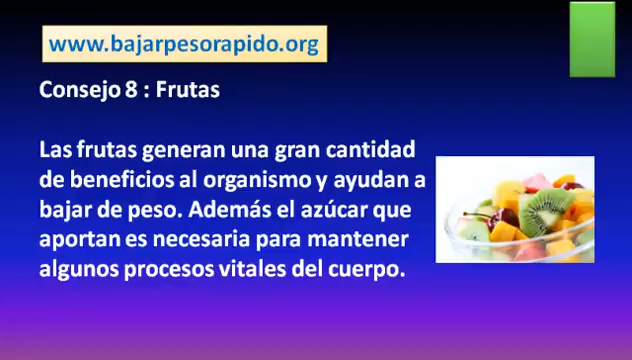 www.bajarpesorapido.org
Consejo 8 : Frutas
Las frutas generan una gran cantidad
de beneficios al organismo y ayudan a
bajar de peso. Además el azúcar que
aportan es necesaria para mantener
algunos procesos vitales del cuerpo.